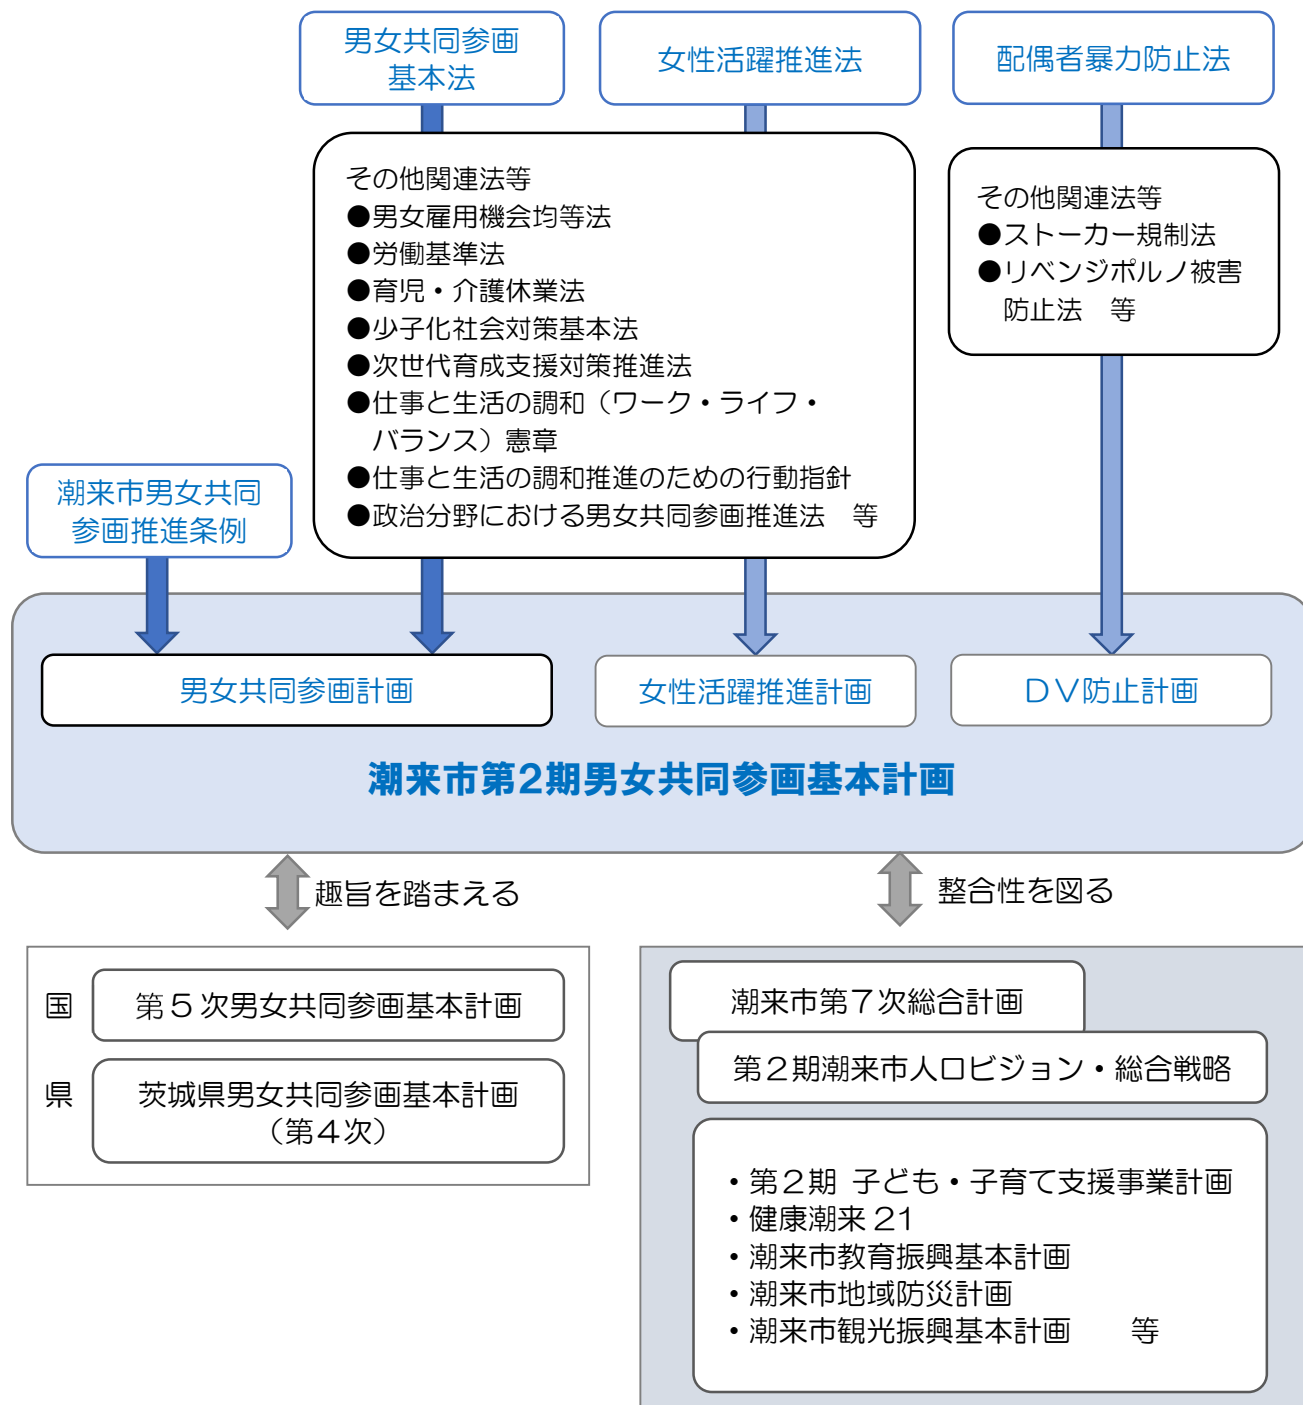 男女共同参画
基本法
女性活躍推進法
配偶者暴力防止法
その他関連法等
●男女雇用機会均等法
●労働基準法
●育児・介護休業法
●少子化社会対策基本法
●次世代育成支援対策推進法
●仕事と生活の調和（ワーク・ライフ・
バランス）憲章
●仕事と生活の調和推進のための行動指針
●政治分野における男女共同参画推進法　等
その他関連法等
●ストーカー規制法
●リベンジポルノ被害
防止法　等
潮来市男女共同
参画推進条例
男女共同参画計画
女性活躍推進計画
ＤＶ防止計画
潮来市第2期男女共同参画基本計画
趣旨を踏まえる
整合性を図る
国
第５次男女共同参画基本計画
県
茨城県男女共同参画基本計画
（第４次）
潮来市第７次総合計画
第２期潮来市人口ビジョン・総合戦略
・第２期 子ども・子育て支援事業計画
・健康潮来 21
・潮来市教育振興基本計画
・潮来市地域防災計画
・潮来市観光振興基本計画　　等